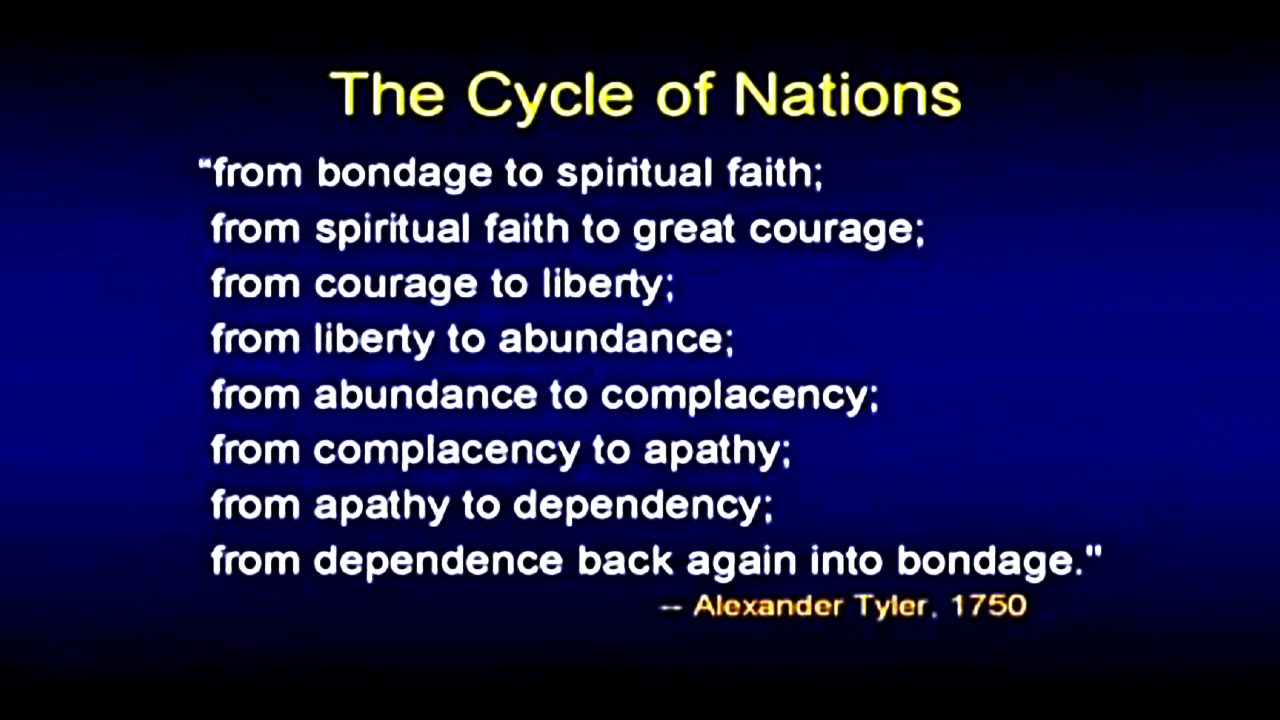 The Cycle of Nations
"from bondage to spiritual faith;
from spiritual faith to great courage;
from courage to liberty;
from liberty to abundance;
from abundance to complacency;
from complacency to apathy;
from apathy to dependency;
from dependence back again into bondage."
-- Alexander Tyler, 1750